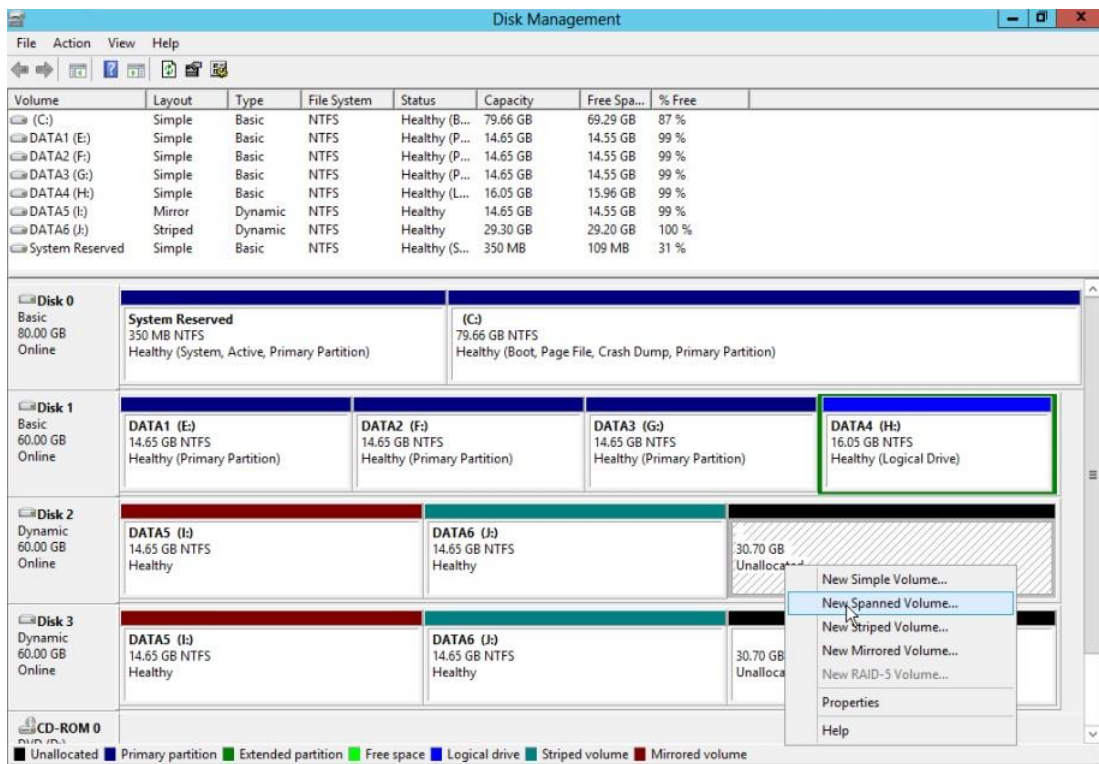 Disk Management
File Action View Help
Volume Layout Type File System Status Capacity Free Spa... % Free
(C:) Simple Basic NTFS Healthy (B... 79.66 GB 69.29 GB 87 %
DATA1 (E:) Simple Basic NTFS Healthy (P... 14.65 GB 14.55 GB 99 %
DATA2 (F:) Simple Basic NTFS Healthy (P... 14.65 GB 14.55 GB 99 %
DATA3 (G:) Simple Basic NTFS Healthy (P... 14.65 GB 14.55 GB 99 %
DATA4 (H:) Simple Basic NTFS Healthy (L... 16.05 GB 15.96 GB 99 %
DATA5 (I:) Mirror Dynamic NTFS Healthy 14.65 GB 14.55 GB 99 %
DATA6 (J:) Striped Dynamic NTFS Healthy 29.30 GB 29.20 GB 100 %
System Reserved Simple Basic NTFS Healthy (S... 350 MB 109 MB 31 %
Disk 0
Basic
80.00 GB
Online
System Reserved
350 MB NTFS
Healthy (System, Active, Primary Partition)
(C:)
79.66 GB NTFS
Healthy (Boot, Page File, Crash Dump, Primary Partition)
Disk 1
Basic
60.00 GB
Online
DATA1 (E:)
14.65 GB NTFS
Healthy (Primary Partition)
DATA2 (F:)
14.65 GB NTFS
Healthy (Primary Partition)
DATA3 (G:)
14.65 GB NTFS
Healthy (Primary Partition)
DATA4 (H:)
16.05 GB NTFS
Healthy (Logical Drive)
Disk 2
Dynamic
60.00 GB
Online
DATA5 (I:)
14.65 GB NTFS
Healthy
DATA6 (J:)
14.65 GB NTFS
Healthy
30.70 GB
Unallocated
New Simple Volume...
New Spanned Volume...
New Striped Volume...
New Mirrored Volume...
New RAID-5 Volume...
Properties
Help
Disk 3
Dynamic
60.00 GB
Online
DATA5 (I:)
14.65 GB NTFS
Healthy
DATA6 (J:)
14.65 GB NTFS
Healthy
30.70 GB
Unalloca
CD-ROM 0
Unallocated Primary partition Extended partition Free space Logical drive Striped volume Mirrored volume